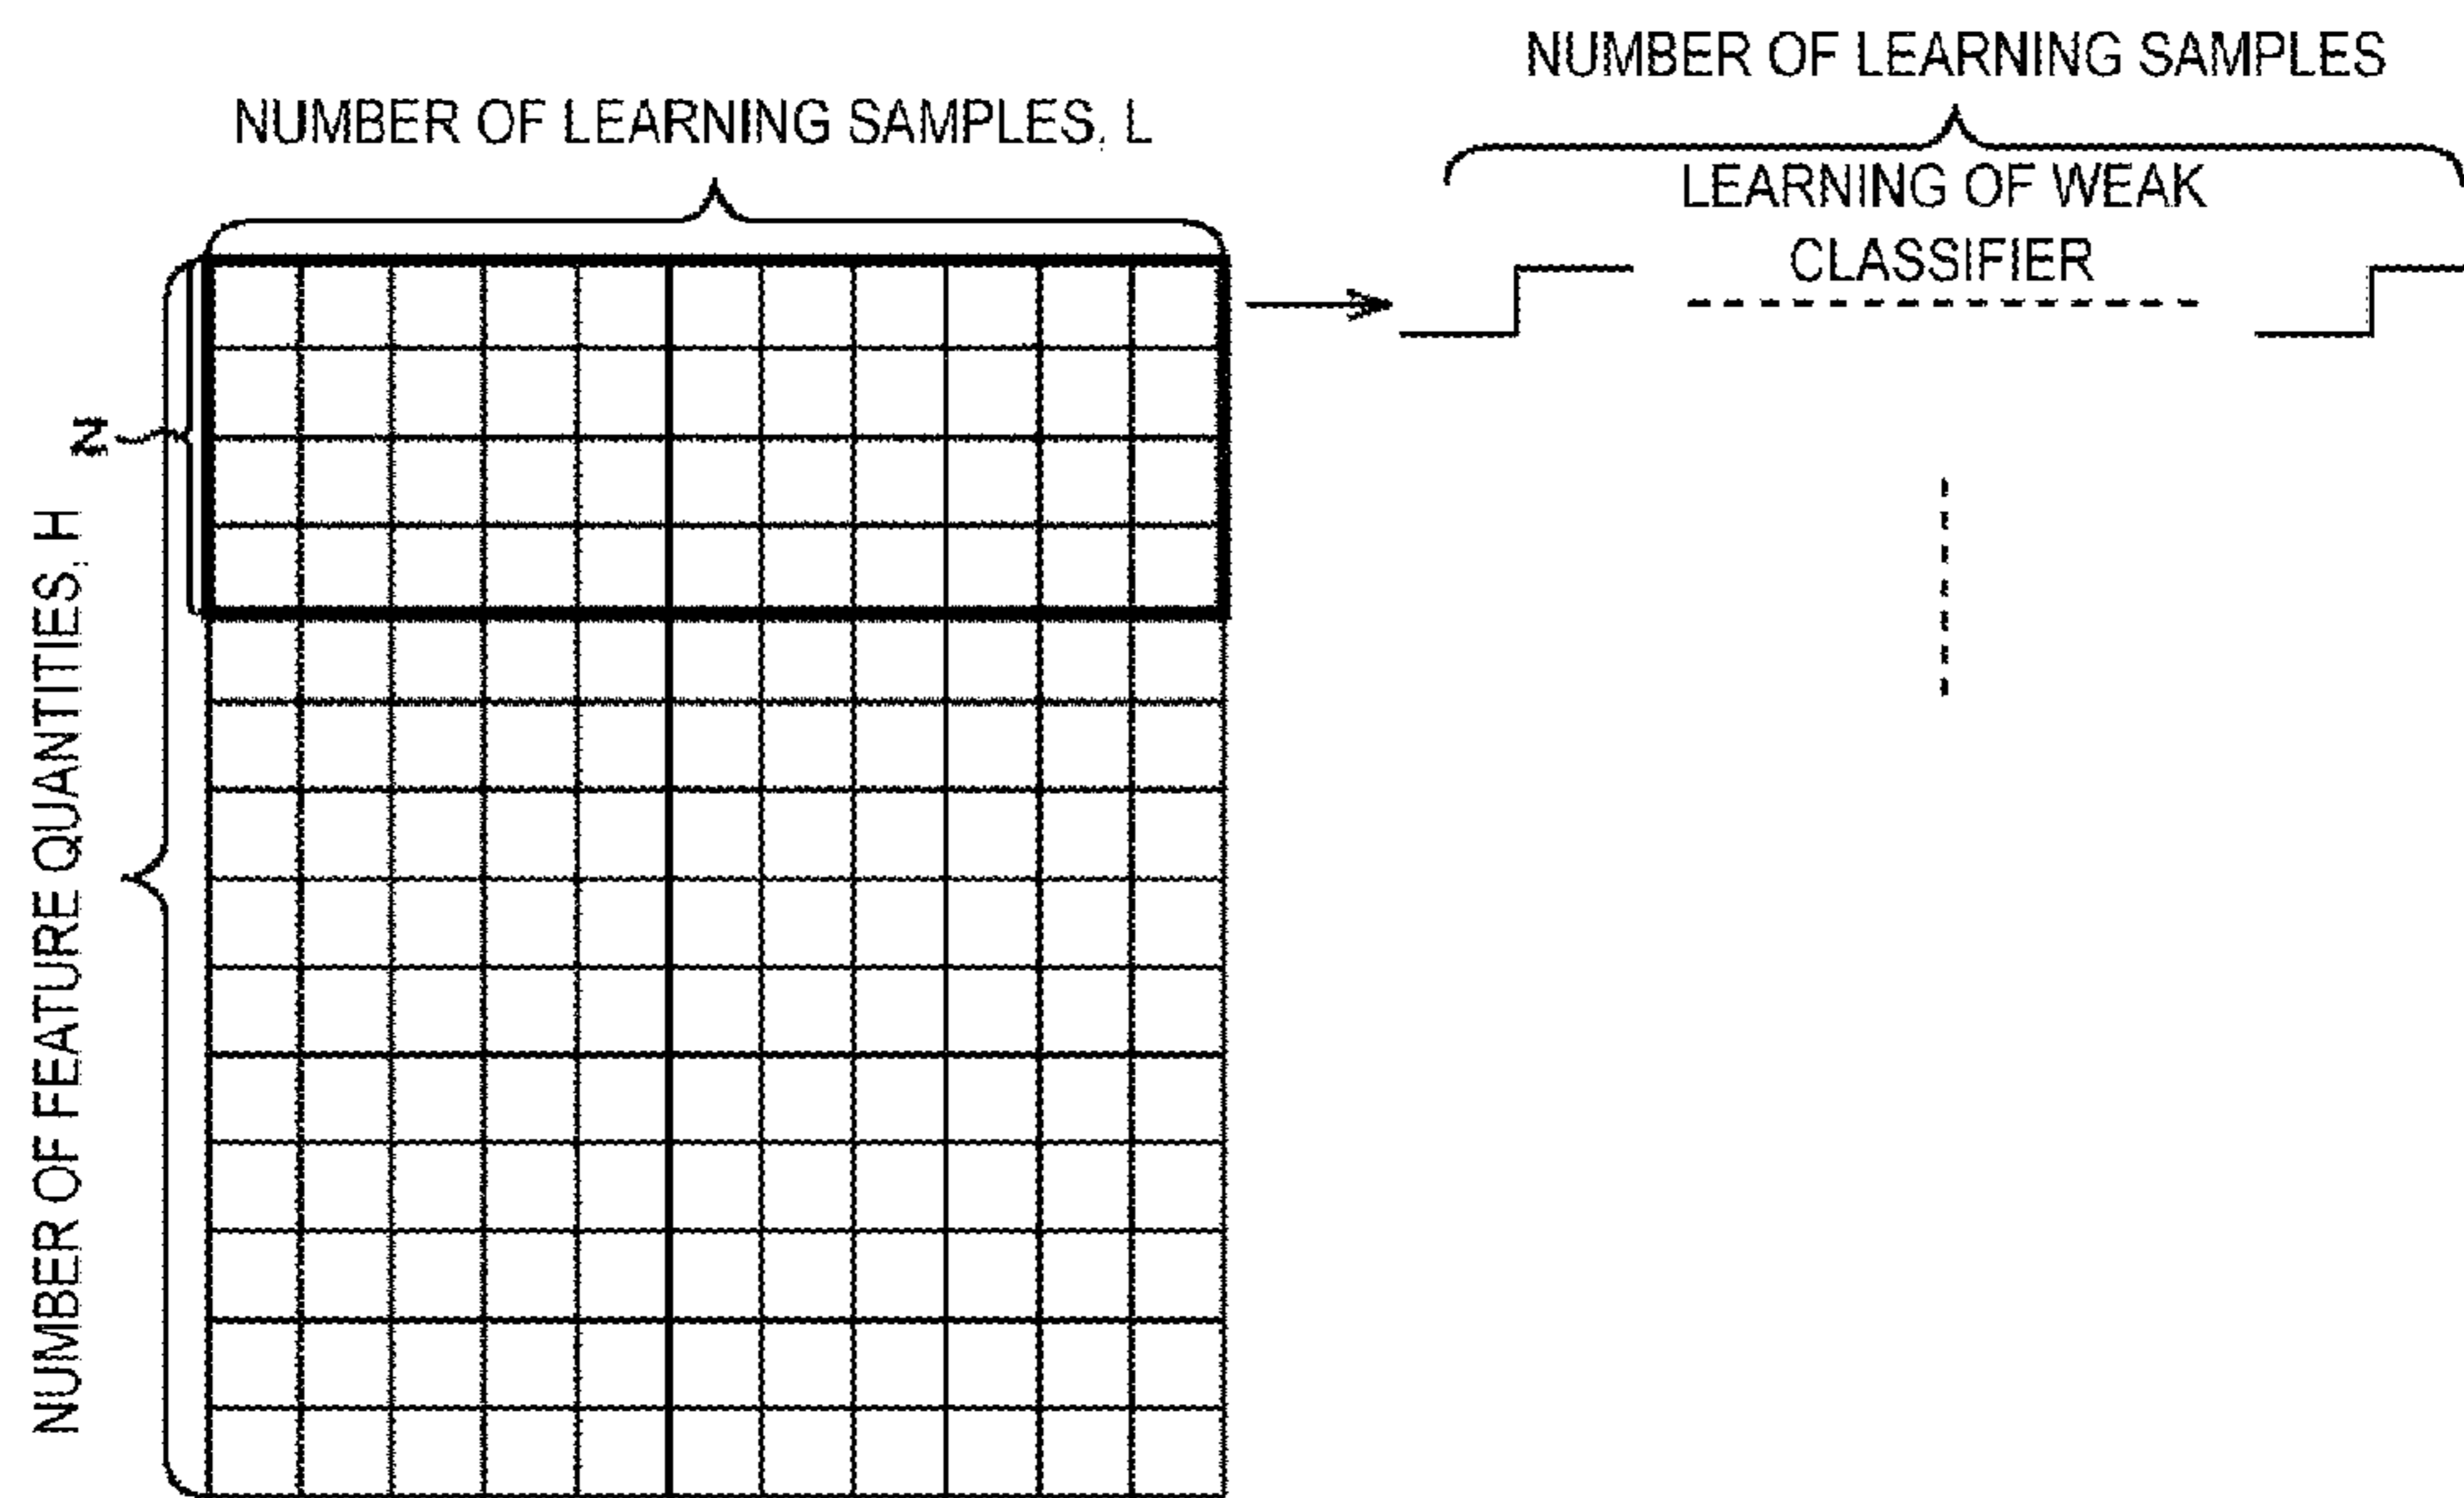 NUMBER OF LEARNING SAMPLES
NUMBER OF LEARNING SAMPLES, L
LEARNING OF WEAK
CLASSIFIER
N
NUMBER OF FEATURE QUANTITIES, H